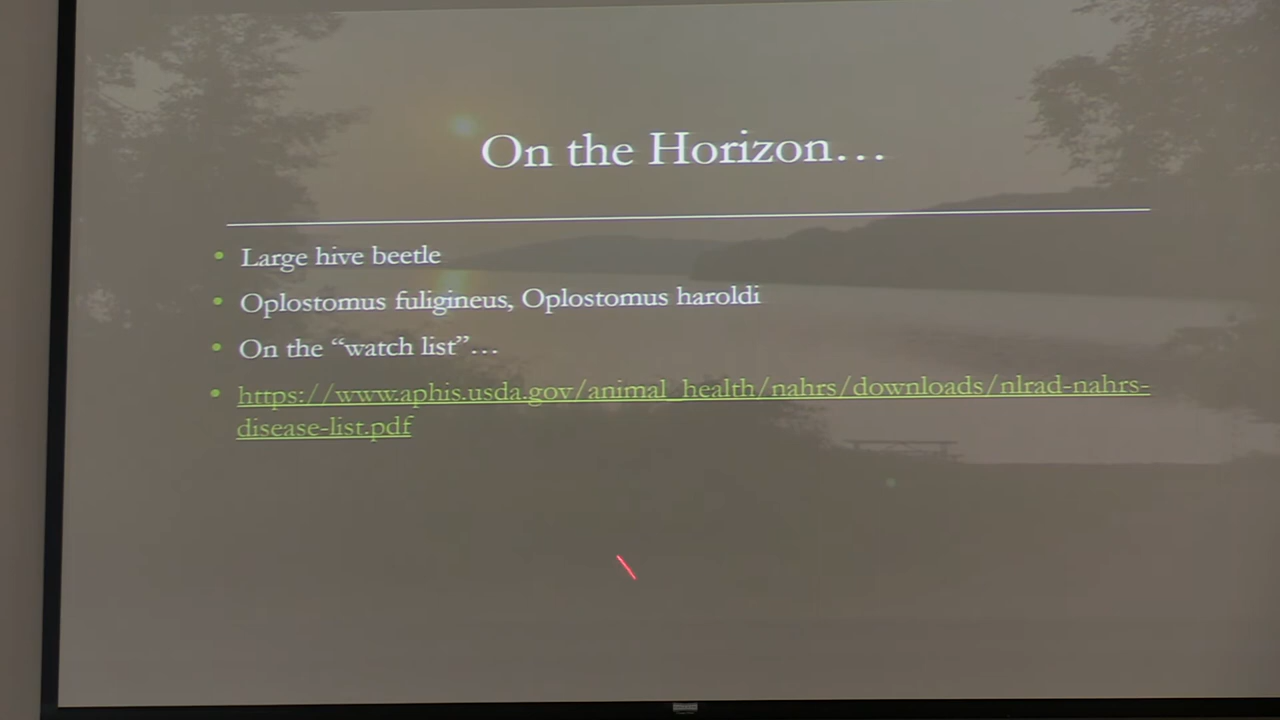 On the Horizon…
• Large hive beetle
• Oplostomus fuligineus, Oplostomus haroldi
• On the “watch list”…
• https://www.aphis.usda.gov/animal_health/nahrs/downloads/nlrad-nahrs-
disease-list.pdf